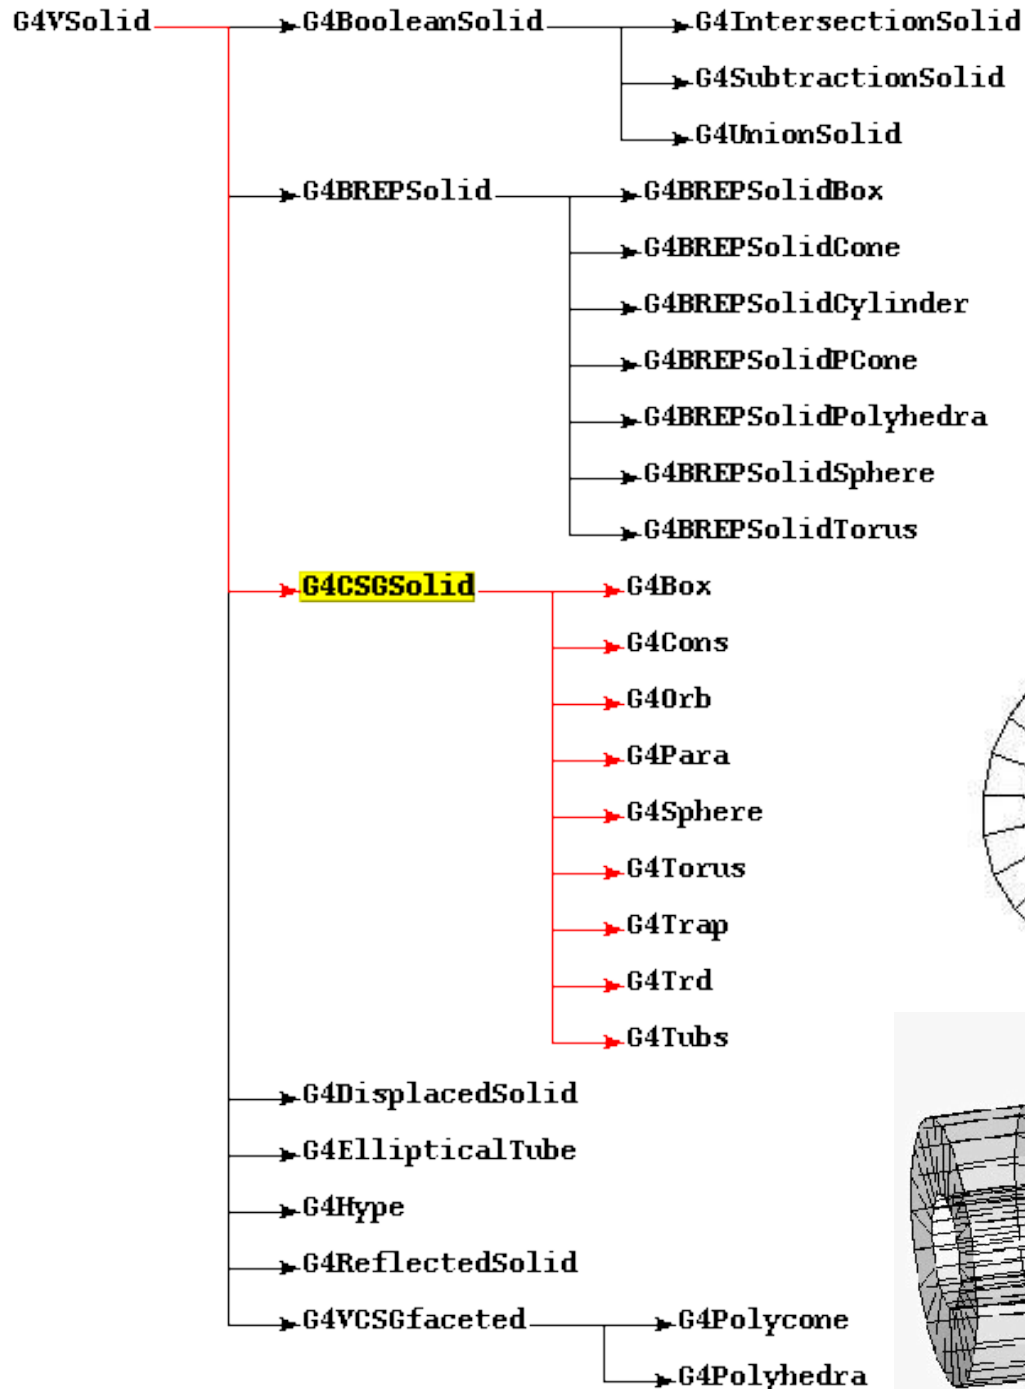 G4VSolid G4BooleanSolid G4IntersectionSolid
G4SubtractionSolid
G4UnionSolid
G4BREPSolid G4BREPSolidBox
G4BREPSolidCone
G4BREPSolidCylinder
G4BREPSolidPCone
G4BREPSolidPolyhedra
G4BREPSolidSphere
G4BREPSolidTorus
G4CSGSolid G4Box
G4Cons
G4Orb
G4Para
G4Sphere
G4Torus
G4Trap
G4Trd
G4Tubs
G4DisplacedSolid
G4EllipticalTube
G4Hype
G4ReflectedSolid
G4VCSGfaceted G4Polycone
G4Polyhedra